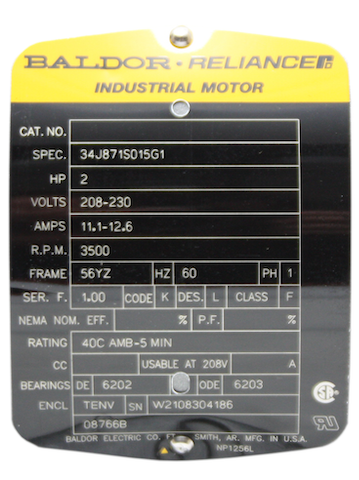 BALDOR • RELIANCE
INDUSTRIAL MOTOR
CAT. NO.
SPEC. 34J871S015G1
HP 2
VOLTS 208-230
AMPS 11.1-12.6
R.P.M. 3500
FRAME 56YZ HZ 60 PH 1
SER. F. 1.00 CODE K DES. L CLASS F
NEMA NOM. EFF. % P.F. %
RATING 40C AMB-5 MIN
CC USABLE AT 208V A
BEARINGS DE 6202 ODE 6203
ENCL TENV SN W2108304186
08766B
BALDOR ELECTRIC CO. SMITH, AR. MFG. IN U.S.A.
NP1256L